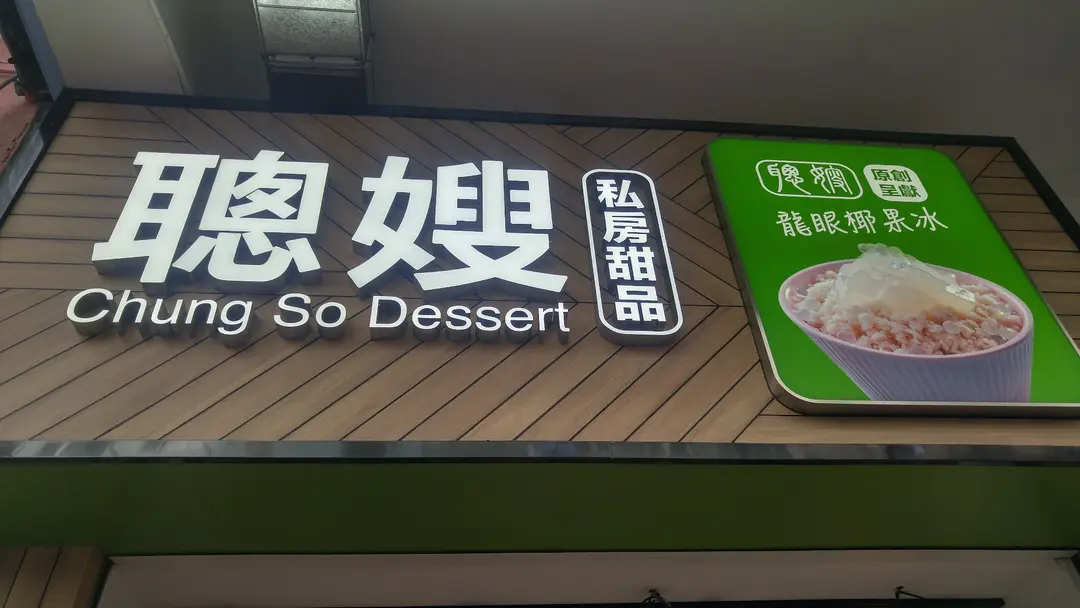 聰嫂
Chung So Dessert
私房甜品
聰嫂
原創
呈獻
龍眼椰果冰